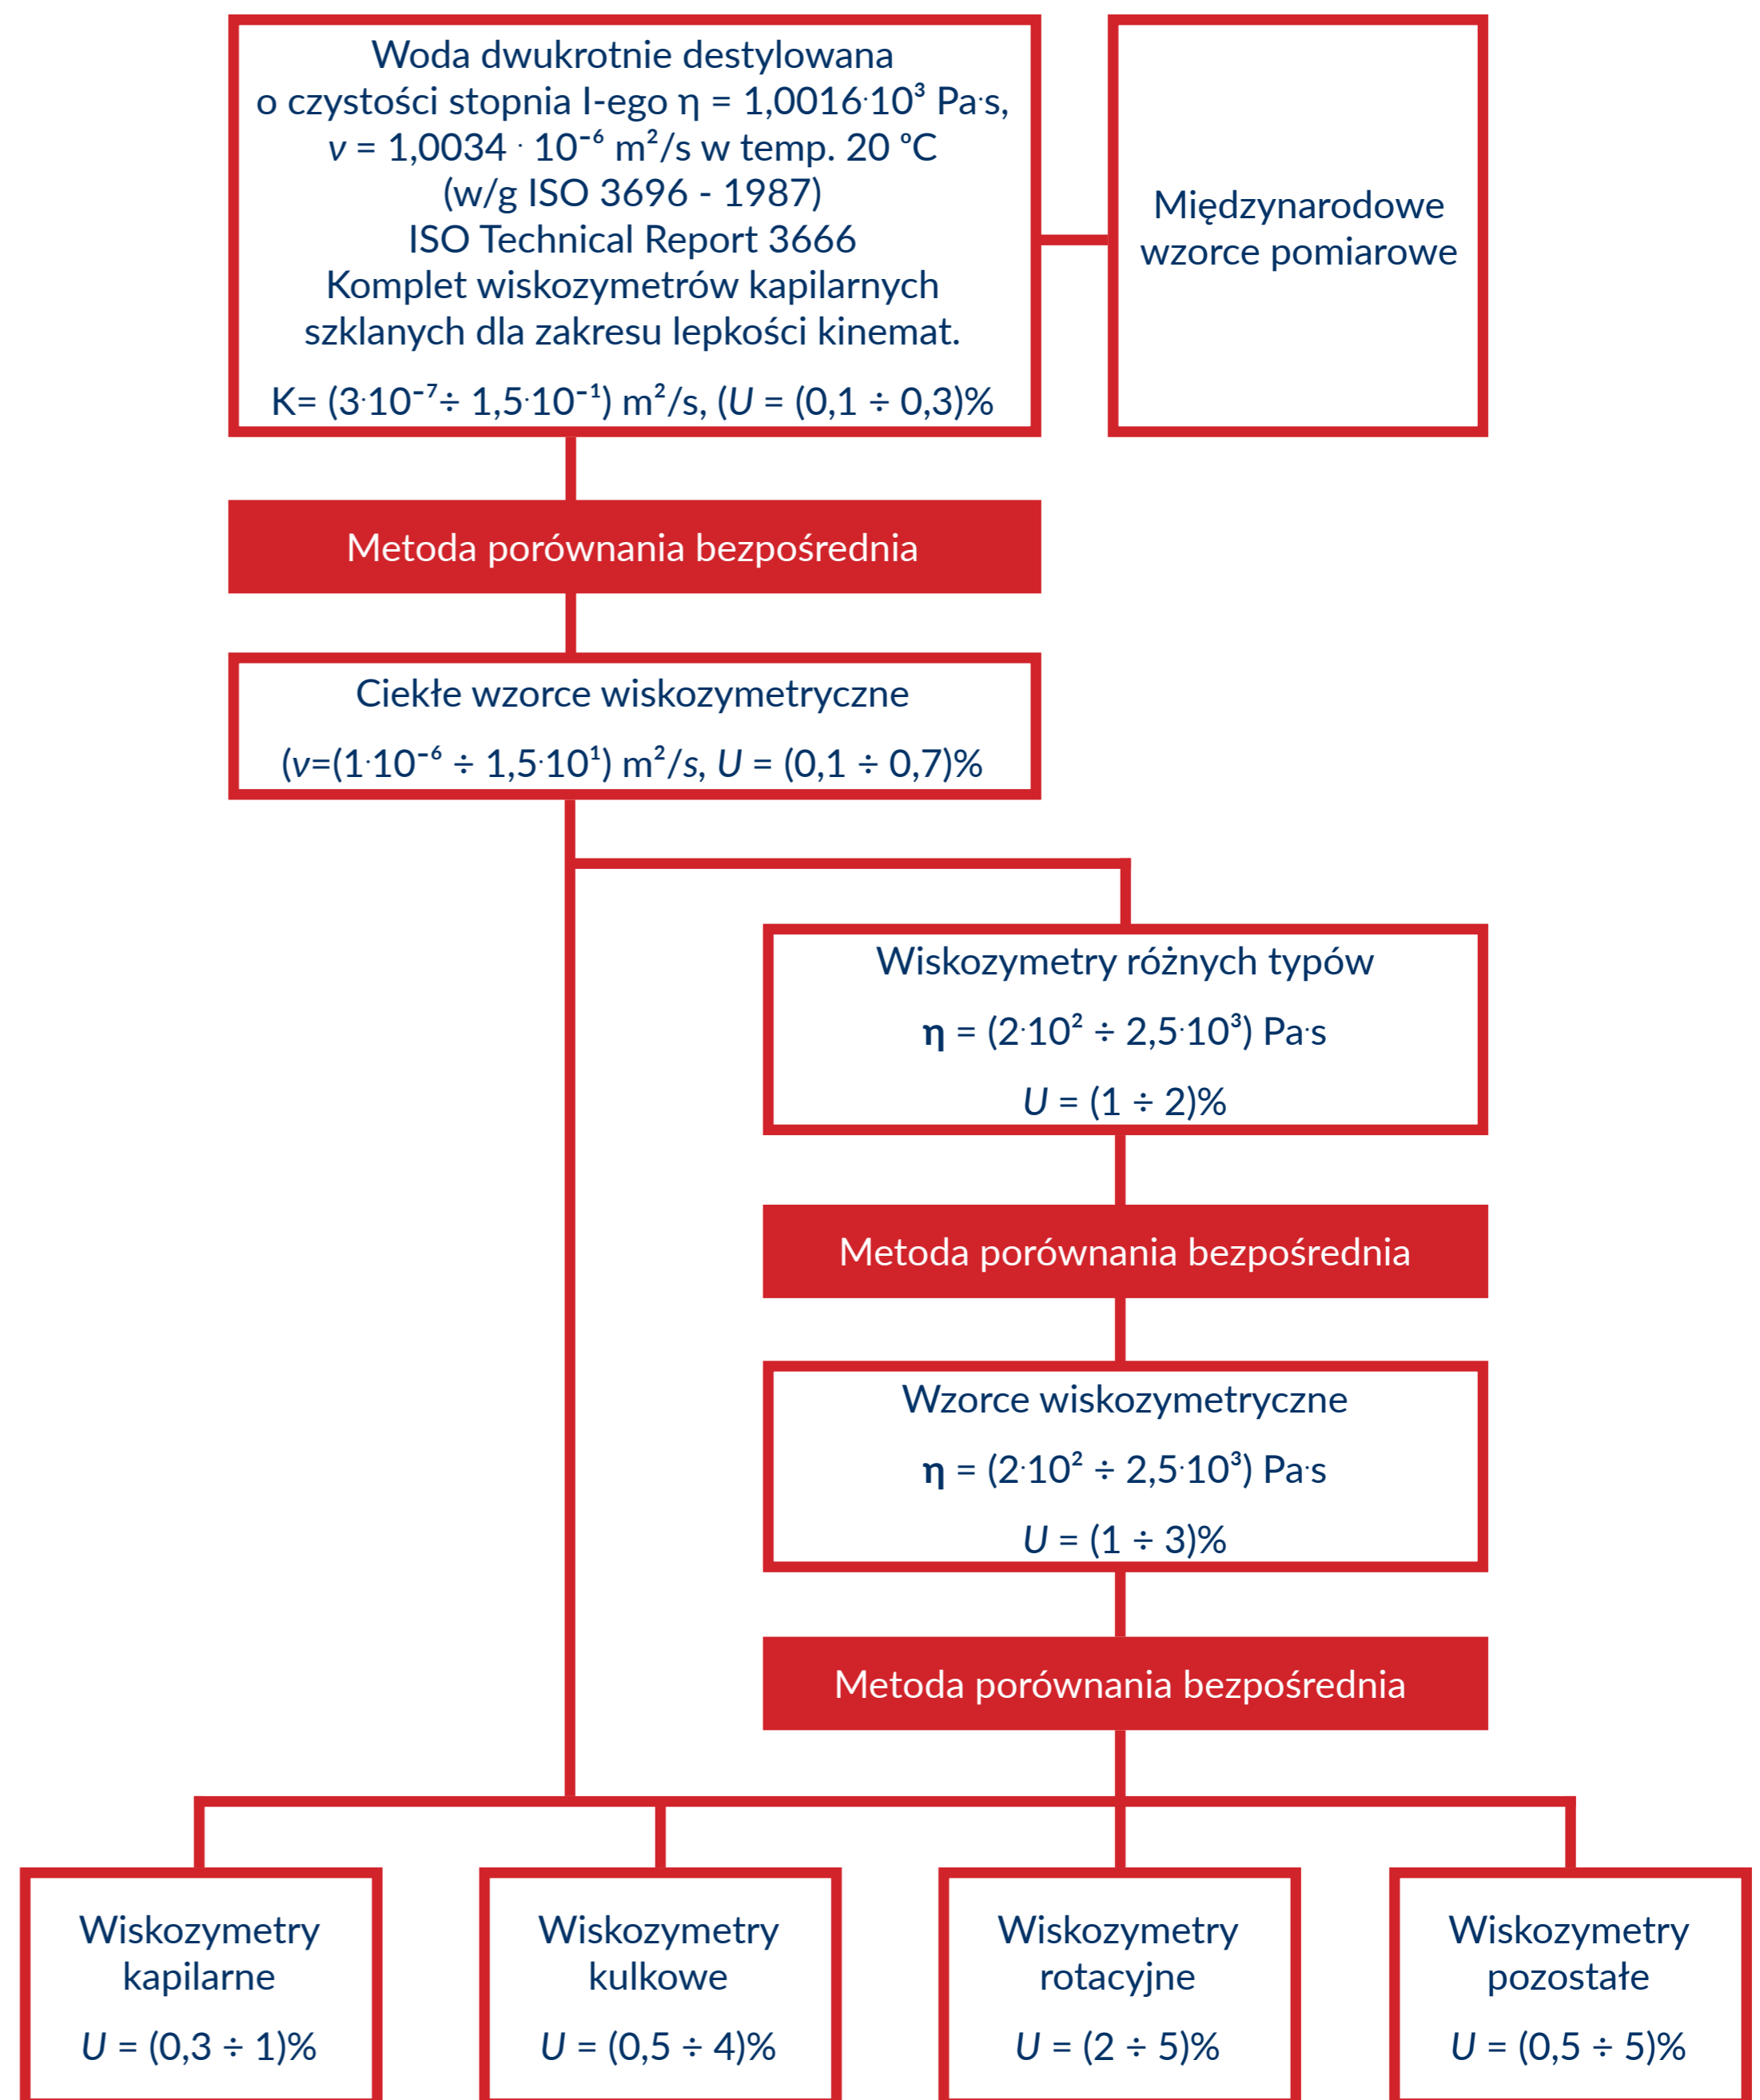 Woda dwukrotnie destylowana
o czystości stopnia I-ego η = 1,0016·10³ Pa·s,
v = 1,0034 · 10⁻⁶ m²/s w temp. 20 ºC
(w/g ISO 3696 - 1987)
ISO Technical Report 3666
Komplet wiskozymetrów kapilarnych
szklanych dla zakresu lepkości kinemat.
K= (3·10⁻⁷÷ 1,5·10⁻¹) m²/s, (U = (0,1 ÷ 0,3)%
Międzynarodowe
wzorce pomiarowe
Metoda porównania bezpośrednia
Ciekłe wzorce wiskozymetryczne
(v=(1·10⁻⁶ ÷ 1,5·10¹) m²/s, U = (0,1 ÷ 0,7)%
Wiskozymetry różnych typów
η = (2·10² ÷ 2,5·10³) Pa·s
U = (1 ÷ 2)%
Metoda porównania bezpośrednia
Wzorce wiskozymetryczne
η = (2·10² ÷ 2,5·10³) Pa·s
U = (1 ÷ 3)%
Metoda porównania bezpośrednia
Wiskozymetry
kapilarne
U = (0,3 ÷ 1)%
Wiskozymetry
kulkowe
U = (0,5 ÷ 4)%
Wiskozymetry
rotacyjne
U = (2 ÷ 5)%
Wiskozymetry
pozostałe
U = (0,5 ÷ 5)%